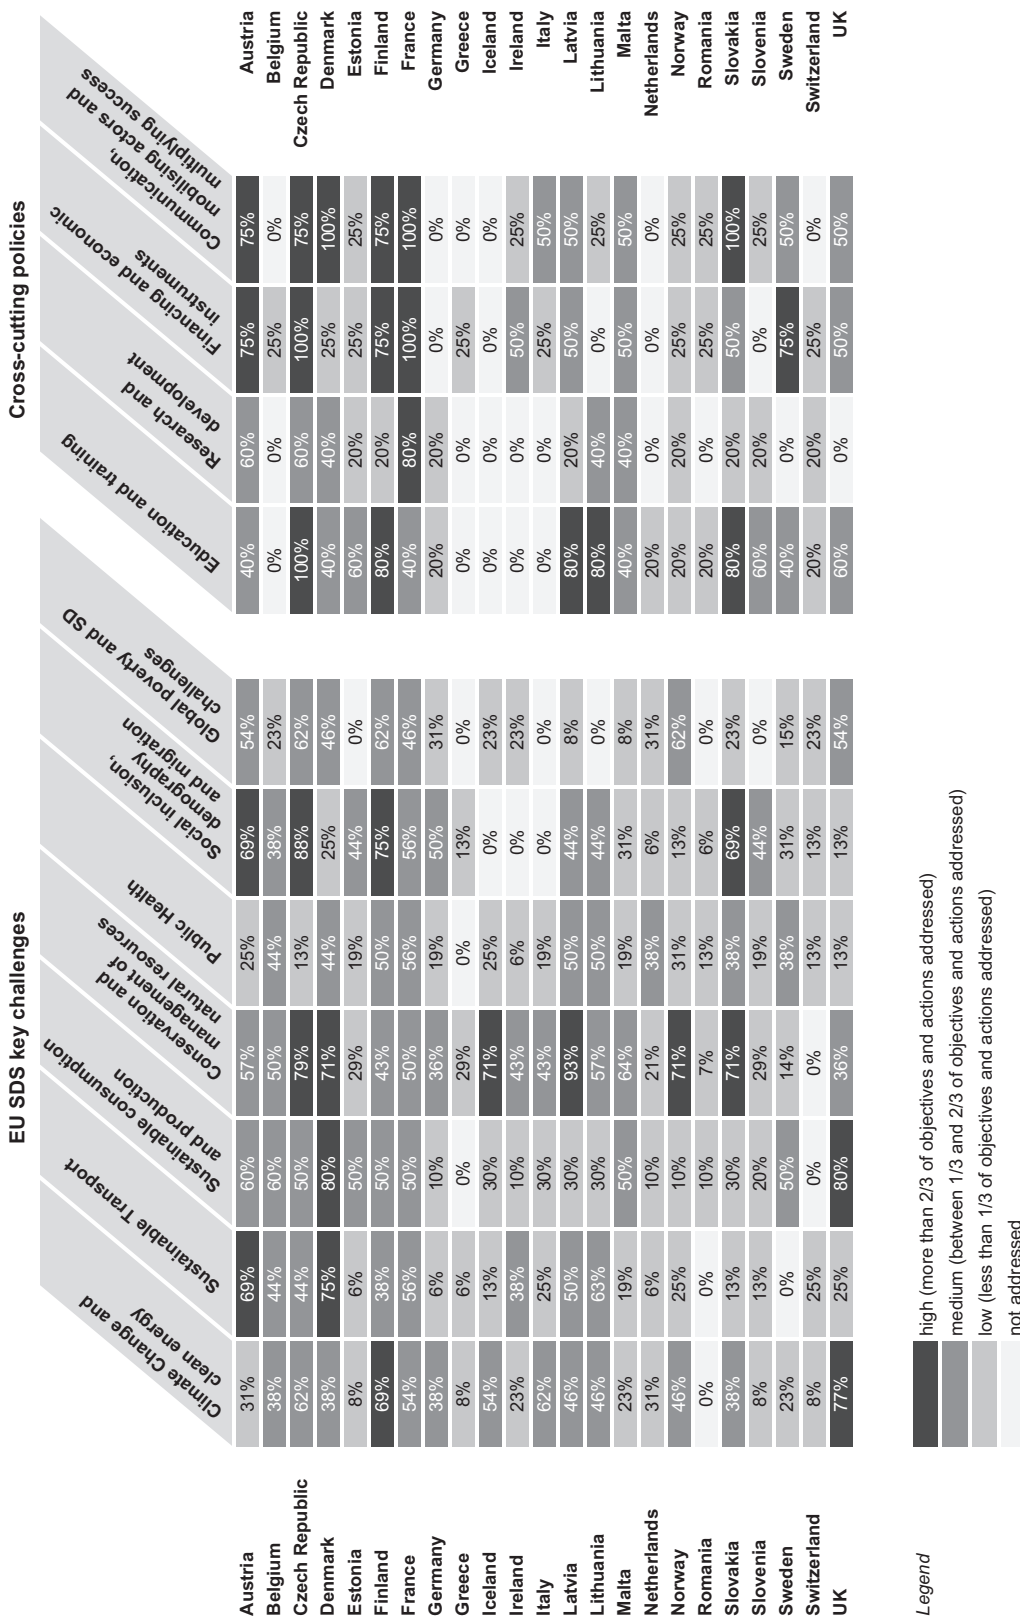 EU SDS key challenges
Cross-cutting policies
Climate Change and
clean energy
Sustainable Transport
Sustainable consumption
and production
Conservation and
management of
natural resources
Public Health
Social inclusion,
demography
and migration
Global poverty and SD
challenges
Education and training
Research and
development
Financing and economic
instruments
Communication,
mobilising actors and
multiplying success
Austria 31% 69% 60% 57% 25% 69% 54% 40% 60% 75% 75% Austria
Belgium 38% 44% 60% 50% 44% 38% 23% 0% 0% 25% 0% Belgium
Czech Republic 62% 44% 50% 79% 13% 88% 62% 100% 60% 100% 75% Czech Republic
Denmark 38% 75% 80% 71% 44% 25% 46% 40% 40% 25% 100% Denmark
Estonia 8% 6% 50% 29% 19% 44% 0% 60% 20% 25% 25% Estonia
Finland 69% 38% 50% 43% 50% 75% 62% 80% 20% 75% 75% Finland
France 54% 56% 50% 50% 56% 56% 46% 40% 80% 100% 100% France
Germany 38% 6% 10% 36% 19% 50% 31% 20% 20% 0% 0% Germany
Greece 8% 6% 0% 29% 0% 13% 0% 0% 0% 25% 0% Greece
Iceland 54% 13% 30% 71% 25% 0% 23% 0% 0% 0% 0% Iceland
Ireland 23% 38% 10% 43% 6% 0% 23% 0% 0% 50% 25% Ireland
Italy 62% 25% 30% 43% 19% 0% 0% 0% 0% 25% 50% Italy
Latvia 46% 50% 30% 93% 50% 44% 8% 80% 20% 50% 50% Latvia
Lithuania 46% 63% 30% 57% 50% 44% 0% 80% 40% 0% 25% Lithuania
Malta 23% 19% 50% 64% 19% 31% 8% 40% 40% 50% 50% Malta
Netherlands 31% 6% 10% 21% 38% 6% 31% 20% 0% 0% 0% Netherlands
Norway 46% 25% 10% 71% 31% 13% 62% 20% 20% 25% 25% Norway
Romania 0% 0% 10% 7% 13% 6% 0% 20% 0% 25% 25% Romania
Slovakia 38% 13% 30% 71% 38% 69% 23% 80% 20% 50% 100% Slovakia
Slovenia 8% 13% 20% 29% 19% 44% 0% 60% 20% 0% 25% Slovenia
Sweden 23% 0% 50% 14% 38% 31% 15% 40% 0% 75% 50% Sweden
Switzerland 8% 25% 0% 0% 13% 13% 23% 20% 20% 25% 0% Switzerland
UK 77% 25% 80% 36% 13% 13% 54% 60% 0% 50% 50% UK
Legend
high (more than 2/3 of objectives and actions addressed)
medium (between 1/3 and 2/3 of objectives and actions addressed)
low (less than 1/3 of objectives and actions addressed)
not addressed